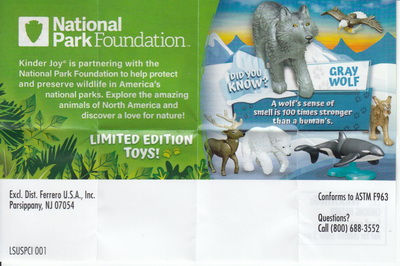 National
Park Foundation™
Kinder Joy® is partnering with the
National Park Foundation to help protect
and preserve wildlife in America's
national parks. Explore the amazing
animals of North America and
discover a love for nature!
LIMITED EDITION
TOYS!
DID YOU
KNOW?
GRAY
WOLF
A wolf's sense of
smell is 100 times stronger
than a human's.
Excl. Dist. Ferrero U.S.A., Inc.
Parsippany, NJ 07054
LSUSPCI 001
Conforms to ASTM F963
Questions?
Call (800) 688-3552